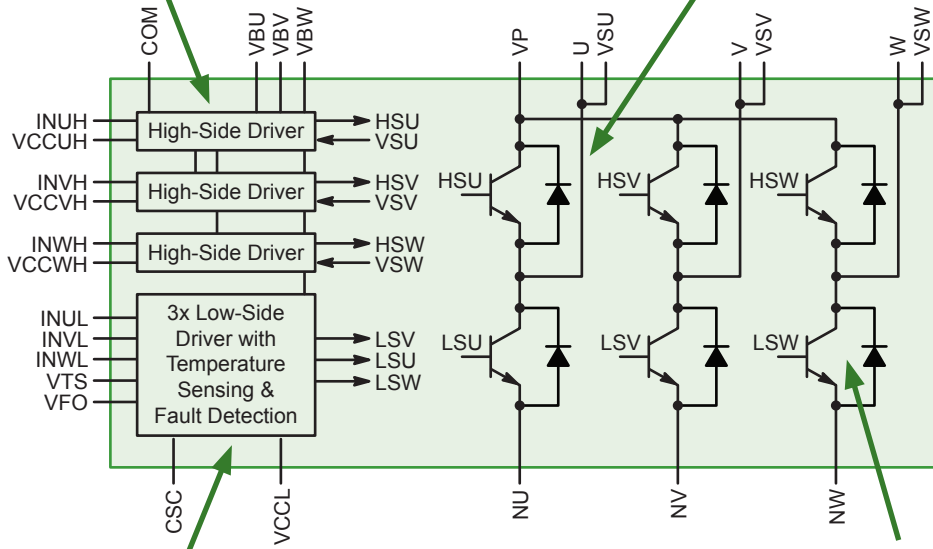 COM
VBU
VBV
VBW
VP
U
VSU
V
VSV
W
VSW
INUH
VCCUH
High-Side Driver
HSU
VSU
INVH
VCCVH
High-Side Driver
HSV
VSV
INWH
VCCWH
High-Side Driver
HSW
VSW
HSU
HSV
HSW
INUL
INVL
INWL
VTS
VFO
3x Low-Side
Driver with
Temperature
Sensing &
Fault Detection
LSV
LSU
LSW
LSU
LSV
LSW
CSC
VCCL
NU
NV
NW